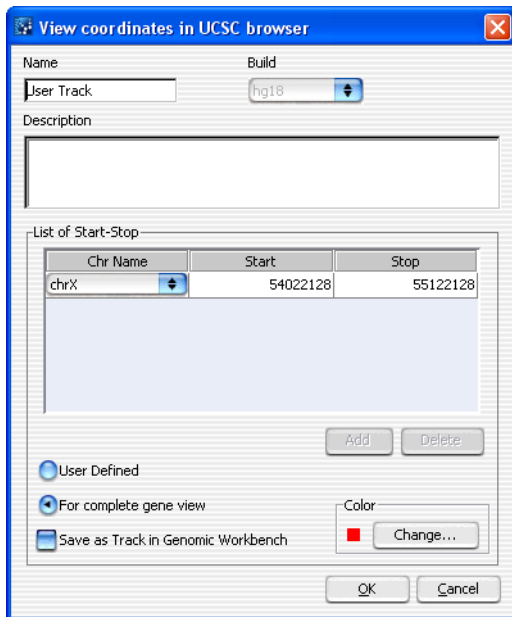 View coordinates in UCSC browser
Name Build
User Track hg18
Description
List of Start-Stop
Chr Name Start Stop
chrX 54022128 55122128
Add Delete
User Defined
For complete gene view
Color
Save as Track in Genomic Workbench
Change...
OK Cancel